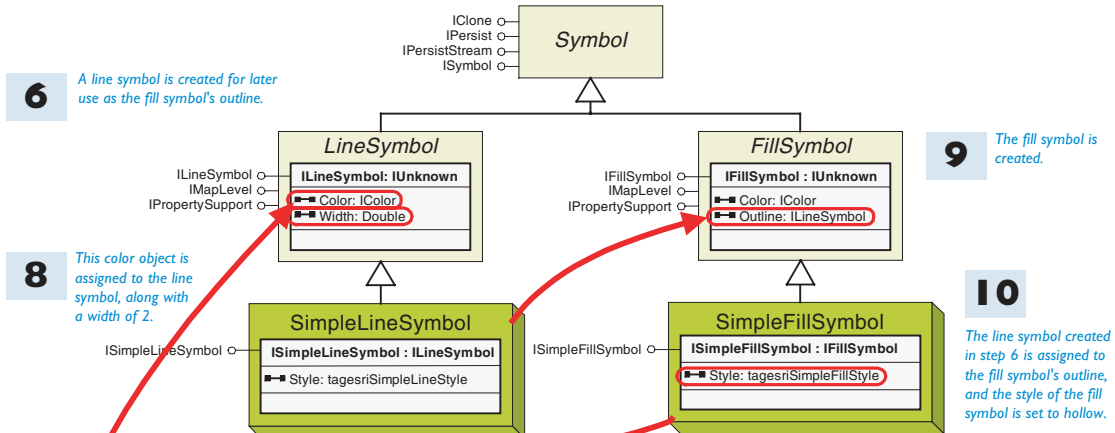 IClone
IPersist
IPersistStream
ISymbol
Symbol
6
A line symbol is created for later
use as the fill symbol's outline.
LineSymbol
ILineSymbol
IMapLevel
IPropertySupport
ILineSymbol: IUnknown
Color: IColor
Width: Double
FillSymbol
IFillSymbol
IMapLevel
IPropertySupport
IFillSymbol : IUnknown
Color: IColor
Outline: ILineSymbol
9
The fill symbol is
created.
8
This color object is
assigned to the line
symbol, along with
a width of 2.
SimpleLineSymbol
ISimpleLineSymbol
ISimpleLineSymbol : ILineSymbol
Style: tagesriSimpleLineStyle
SimpleFillSymbol
ISimpleFillSymbol
ISimpleFillSymbol : IFillSymbol
Style: tagesriSimpleFillStyle
10
The line symbol created
in step 6 is assigned to
the fill symbol's outline,
and the style of the fill
symbol is set to hollow.